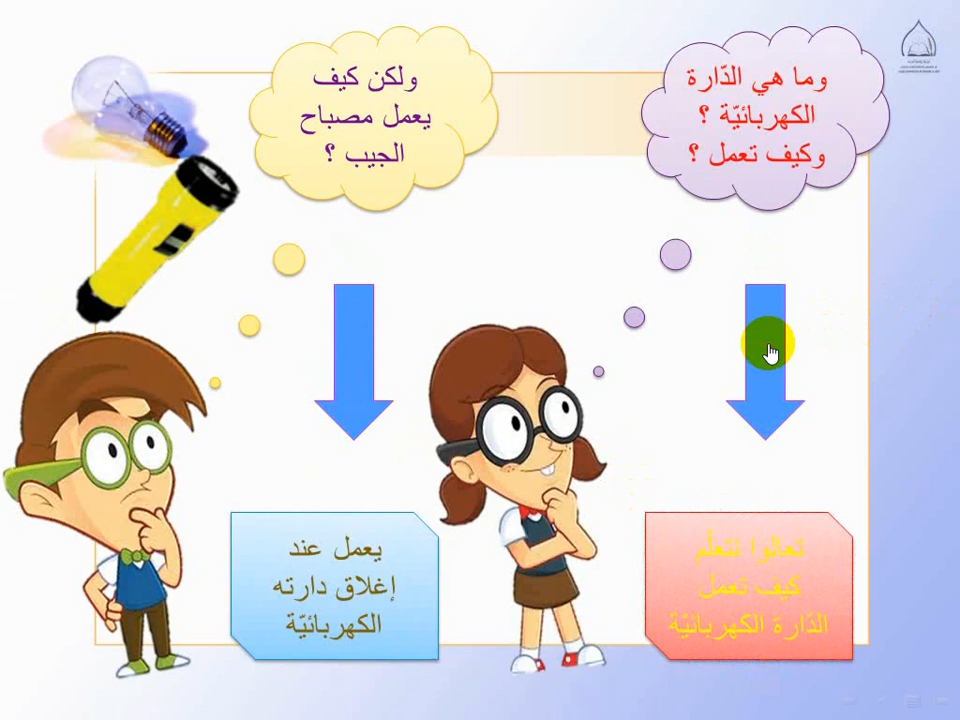 وما هي الدّارة
الكهربائيّة ؟
وكيف تعمل ؟
ولكن كيف
يعمل مصباح
الجيب ؟
تعالوا نتعلّم
كيف تعمل
الدّارة الكهربائيّة
يعمل عند
إغلاق دارته
الكهربائيّة